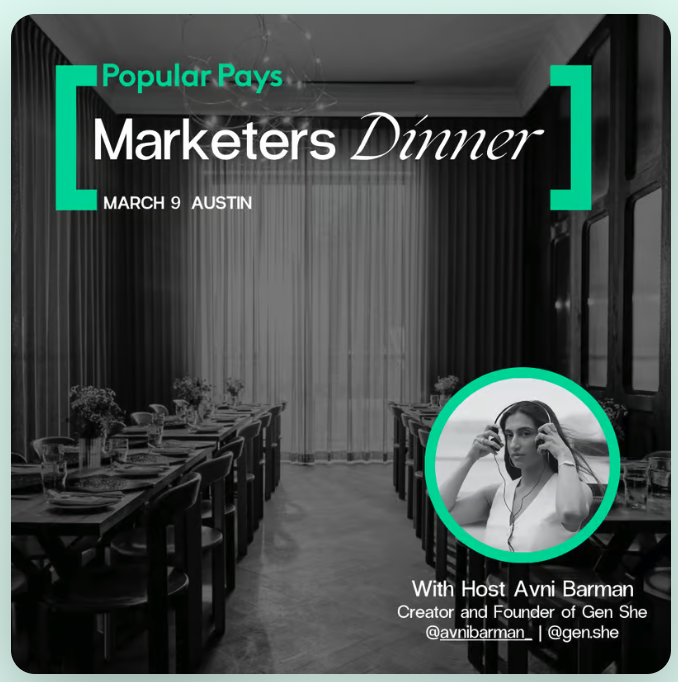 Popular Pays
Marketers Dinner
MARCH 9 AUSTIN
With Host Avni Barman
Creator and Founder of Gen She
@avnibarman_ | @gen.she